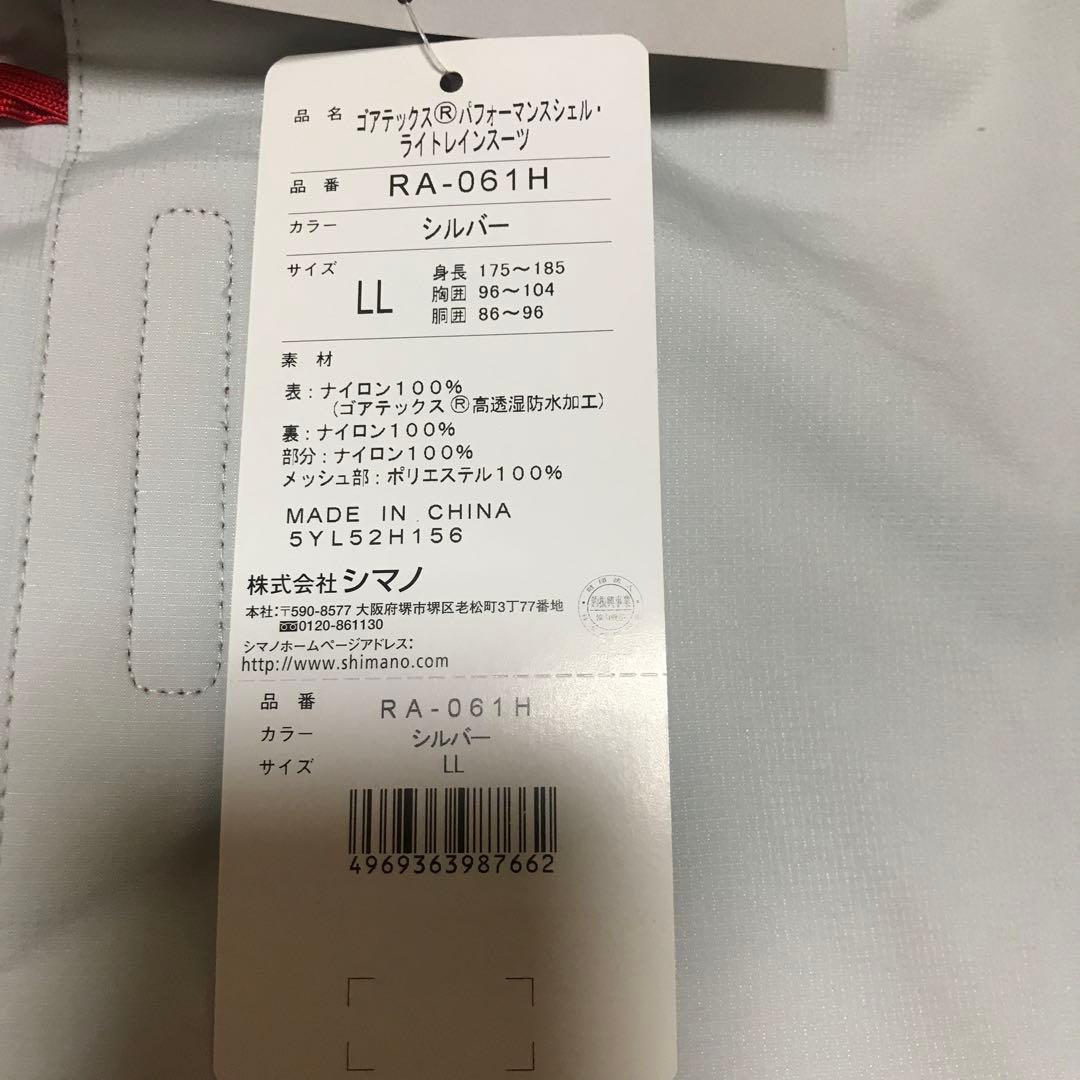 品 名 ゴアテックス®パフォーマンスシェル・
ライトレインスーツ
品 番 RA-061H
カラー シルバー
サイズ LL 身長 175〜185
胸囲 96〜104
胴囲 86〜96
素 材
表：ナイロン100%
（ゴアテックス®高透湿防水加工）
裏：ナイロン100%
部分：ナイロン100%
メッシュ部：ポリエステル100%
MADE IN CHINA
5YL52H156
株式会社シマノ
本社：〒590-8577 大阪府堺市堺区老松町3丁77番地
0120-861130
シマノホームページアドレス：
http://www.shimano.com
品 番 RA-061H
カラー シルバー
サイズ LL
4969363987662